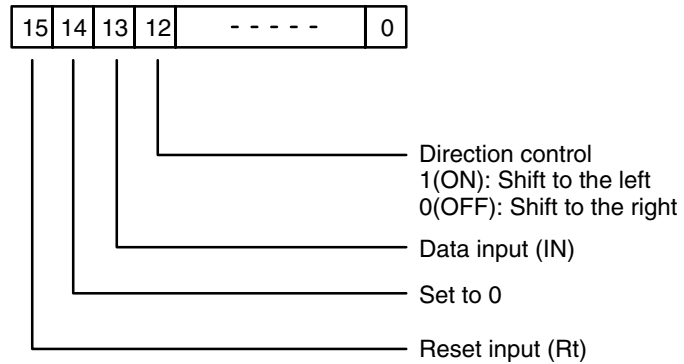 15 14 13 12 - - - - - 0
Direction control
1(ON): Shift to the left
0(OFF): Shift to the right
Data input (IN)
Set to 0
Reset input (Rt)